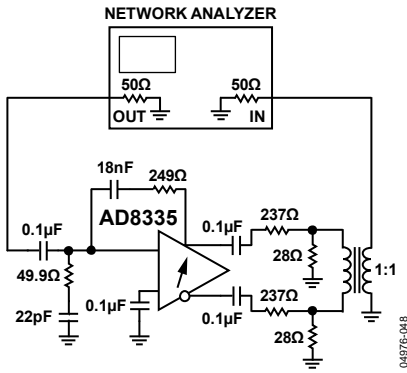 NETWORK ANALYZER
50Ω
50Ω
OUT
IN
18nF
249Ω
AD8335
0.1µF
0.1µF
237Ω
49.9Ω
28Ω
1:1
0.1µF
237Ω
22pF
0.1µF
28Ω
04976-048